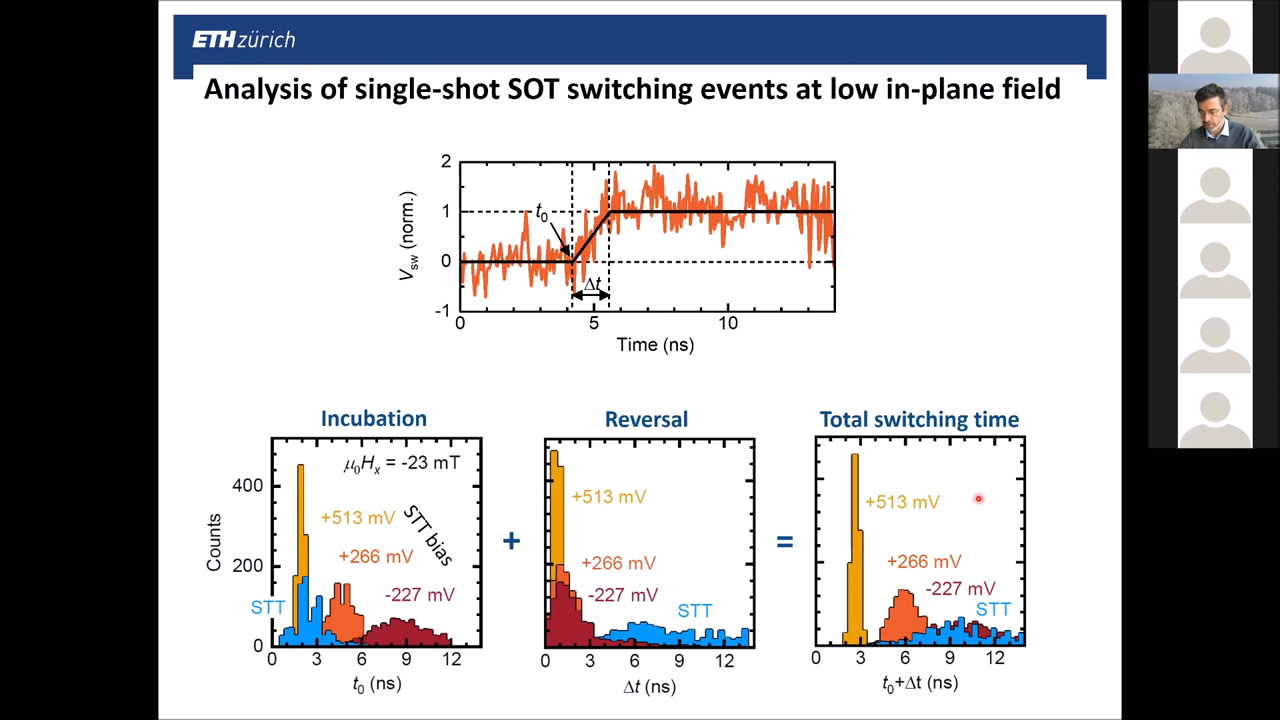 ETH zürich
Analysis of single-shot SOT switching events at low in-plane field
2
1
0
-1
Vsw (norm.)
t0
Δt
0
5
10
Time (ns)
Incubation
Reversal
Total switching time
μ0Hx = -23 mT
+513 mV
+266 mV
-227 mV
STT bias
STT
Counts
400
200
0
0
3
6
9
12
t0 (ns)
+
+513 mV
+266 mV
-227 mV
STT
0
3
6
9
12
Δt (ns)
=
+513 mV
+266 mV
-227 mV
STT
0
3
6
9
12
t0+Δt (ns)